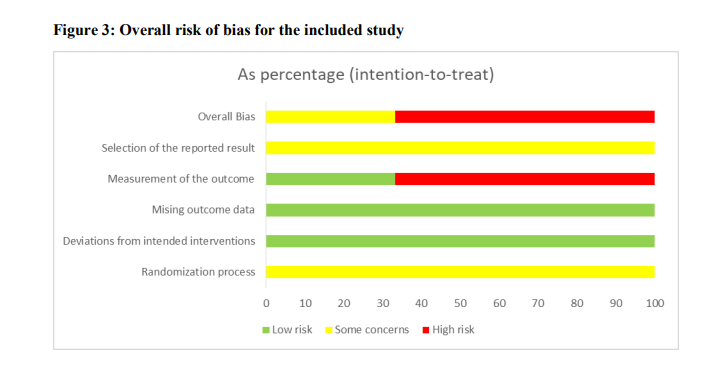 Figure 3: Overall risk of bias for the included study
As percentage (intention-to-treat)
Overall Bias
Selection of the reported result
Measurement of the outcome
Mising outcome data
Deviations from intended interventions
Randomization process
0 10 20 30 40 50 60 70 80 90 100
Low risk Some concerns High risk